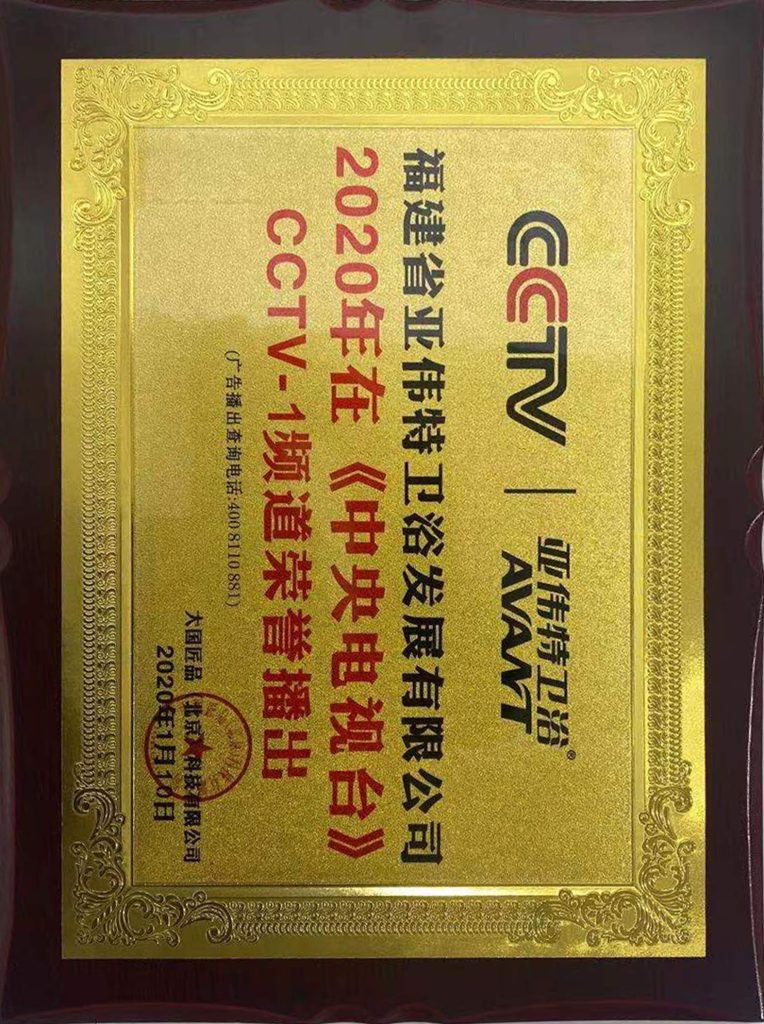 CCTV | 亚伟特卫浴®
AVANT
福建省亚伟特卫浴发展有限公司
2020年在《中央电视台》
CCTV-1频道荣誉播出
(广告播出查询电话:400 8110 881)
大国匠品(北京)科技有限公司
2020年1月10日